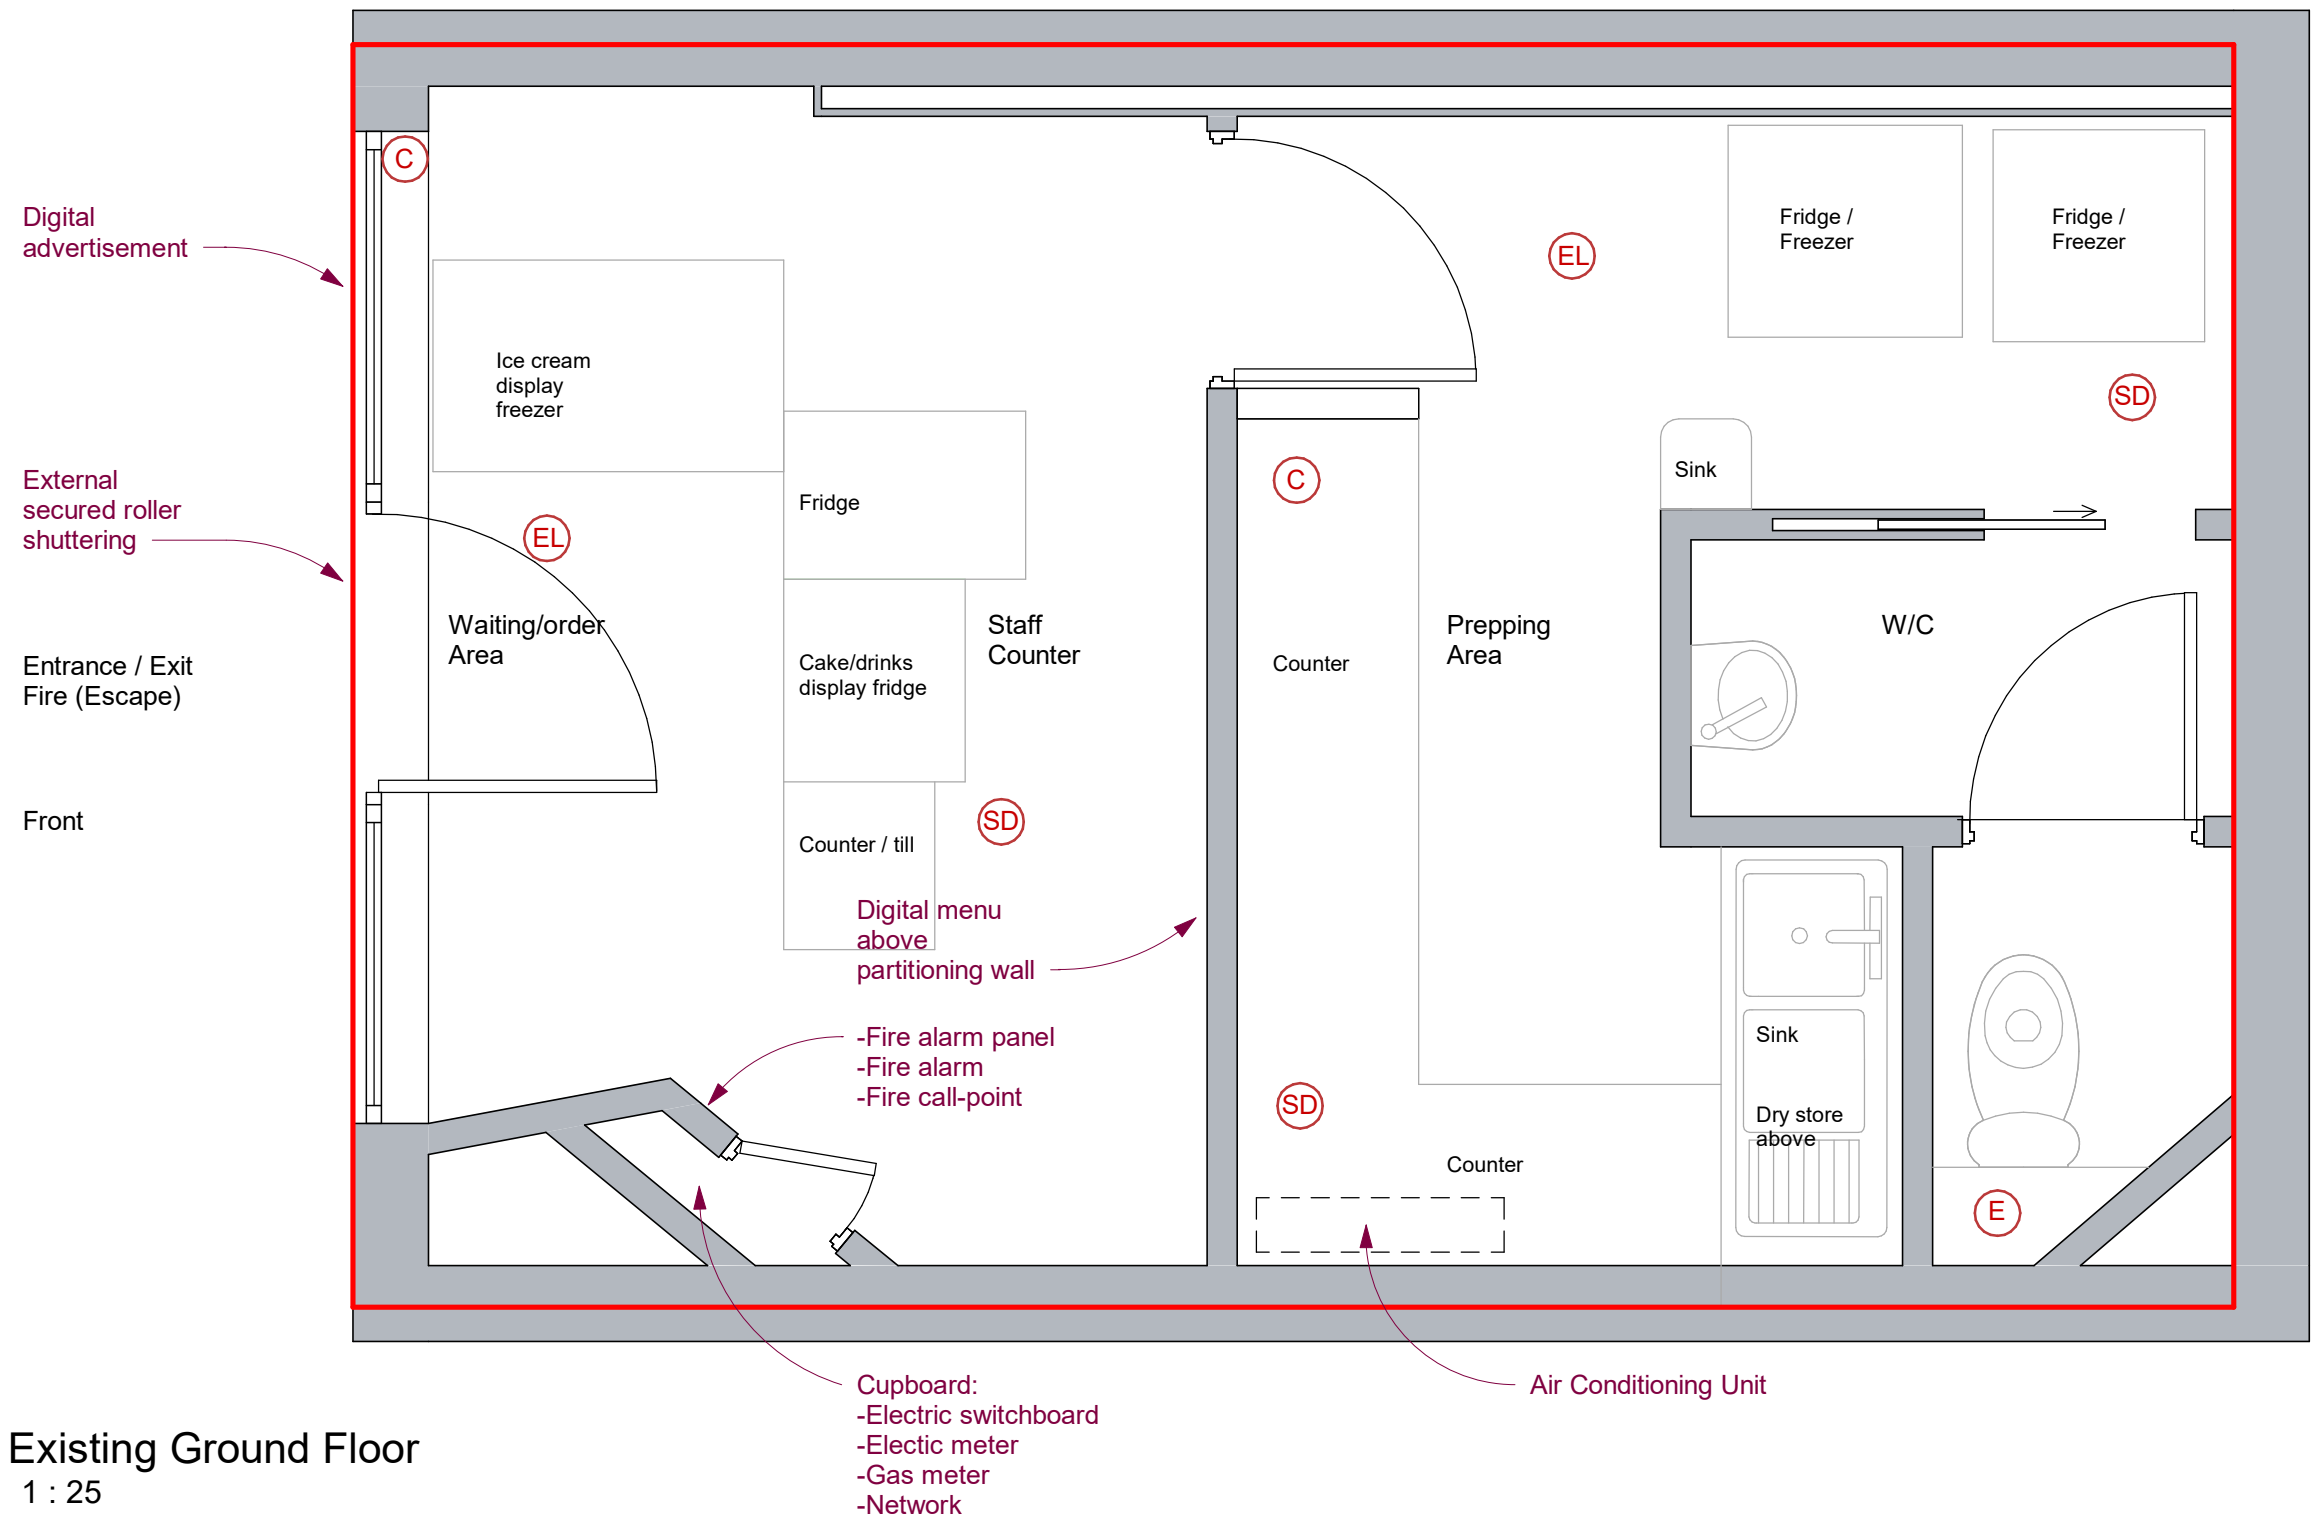 C
Digital
advertisement
External
secured roller
shuttering
Entrance / Exit
Fire (Escape)
Front
Ice cream
display
freezer
Fridge
EL
Waiting/order
Area
Cake/drinks
display fridge
Staff
Counter
SD
Counter / till
Digital menu
above
partitioning wall
-Fire alarm panel
-Fire alarm
-Fire call-point
EL
Fridge /
Freezer
Fridge /
Freezer
SD
C
Sink
Counter
Prepping
Area
W/C
SD
Counter
Sink
Dry store
above
E
Cupboard:
-Electric switchboard
-Electic meter
-Gas meter
-Network
Air Conditioning Unit
Existing Ground Floor
1 : 25